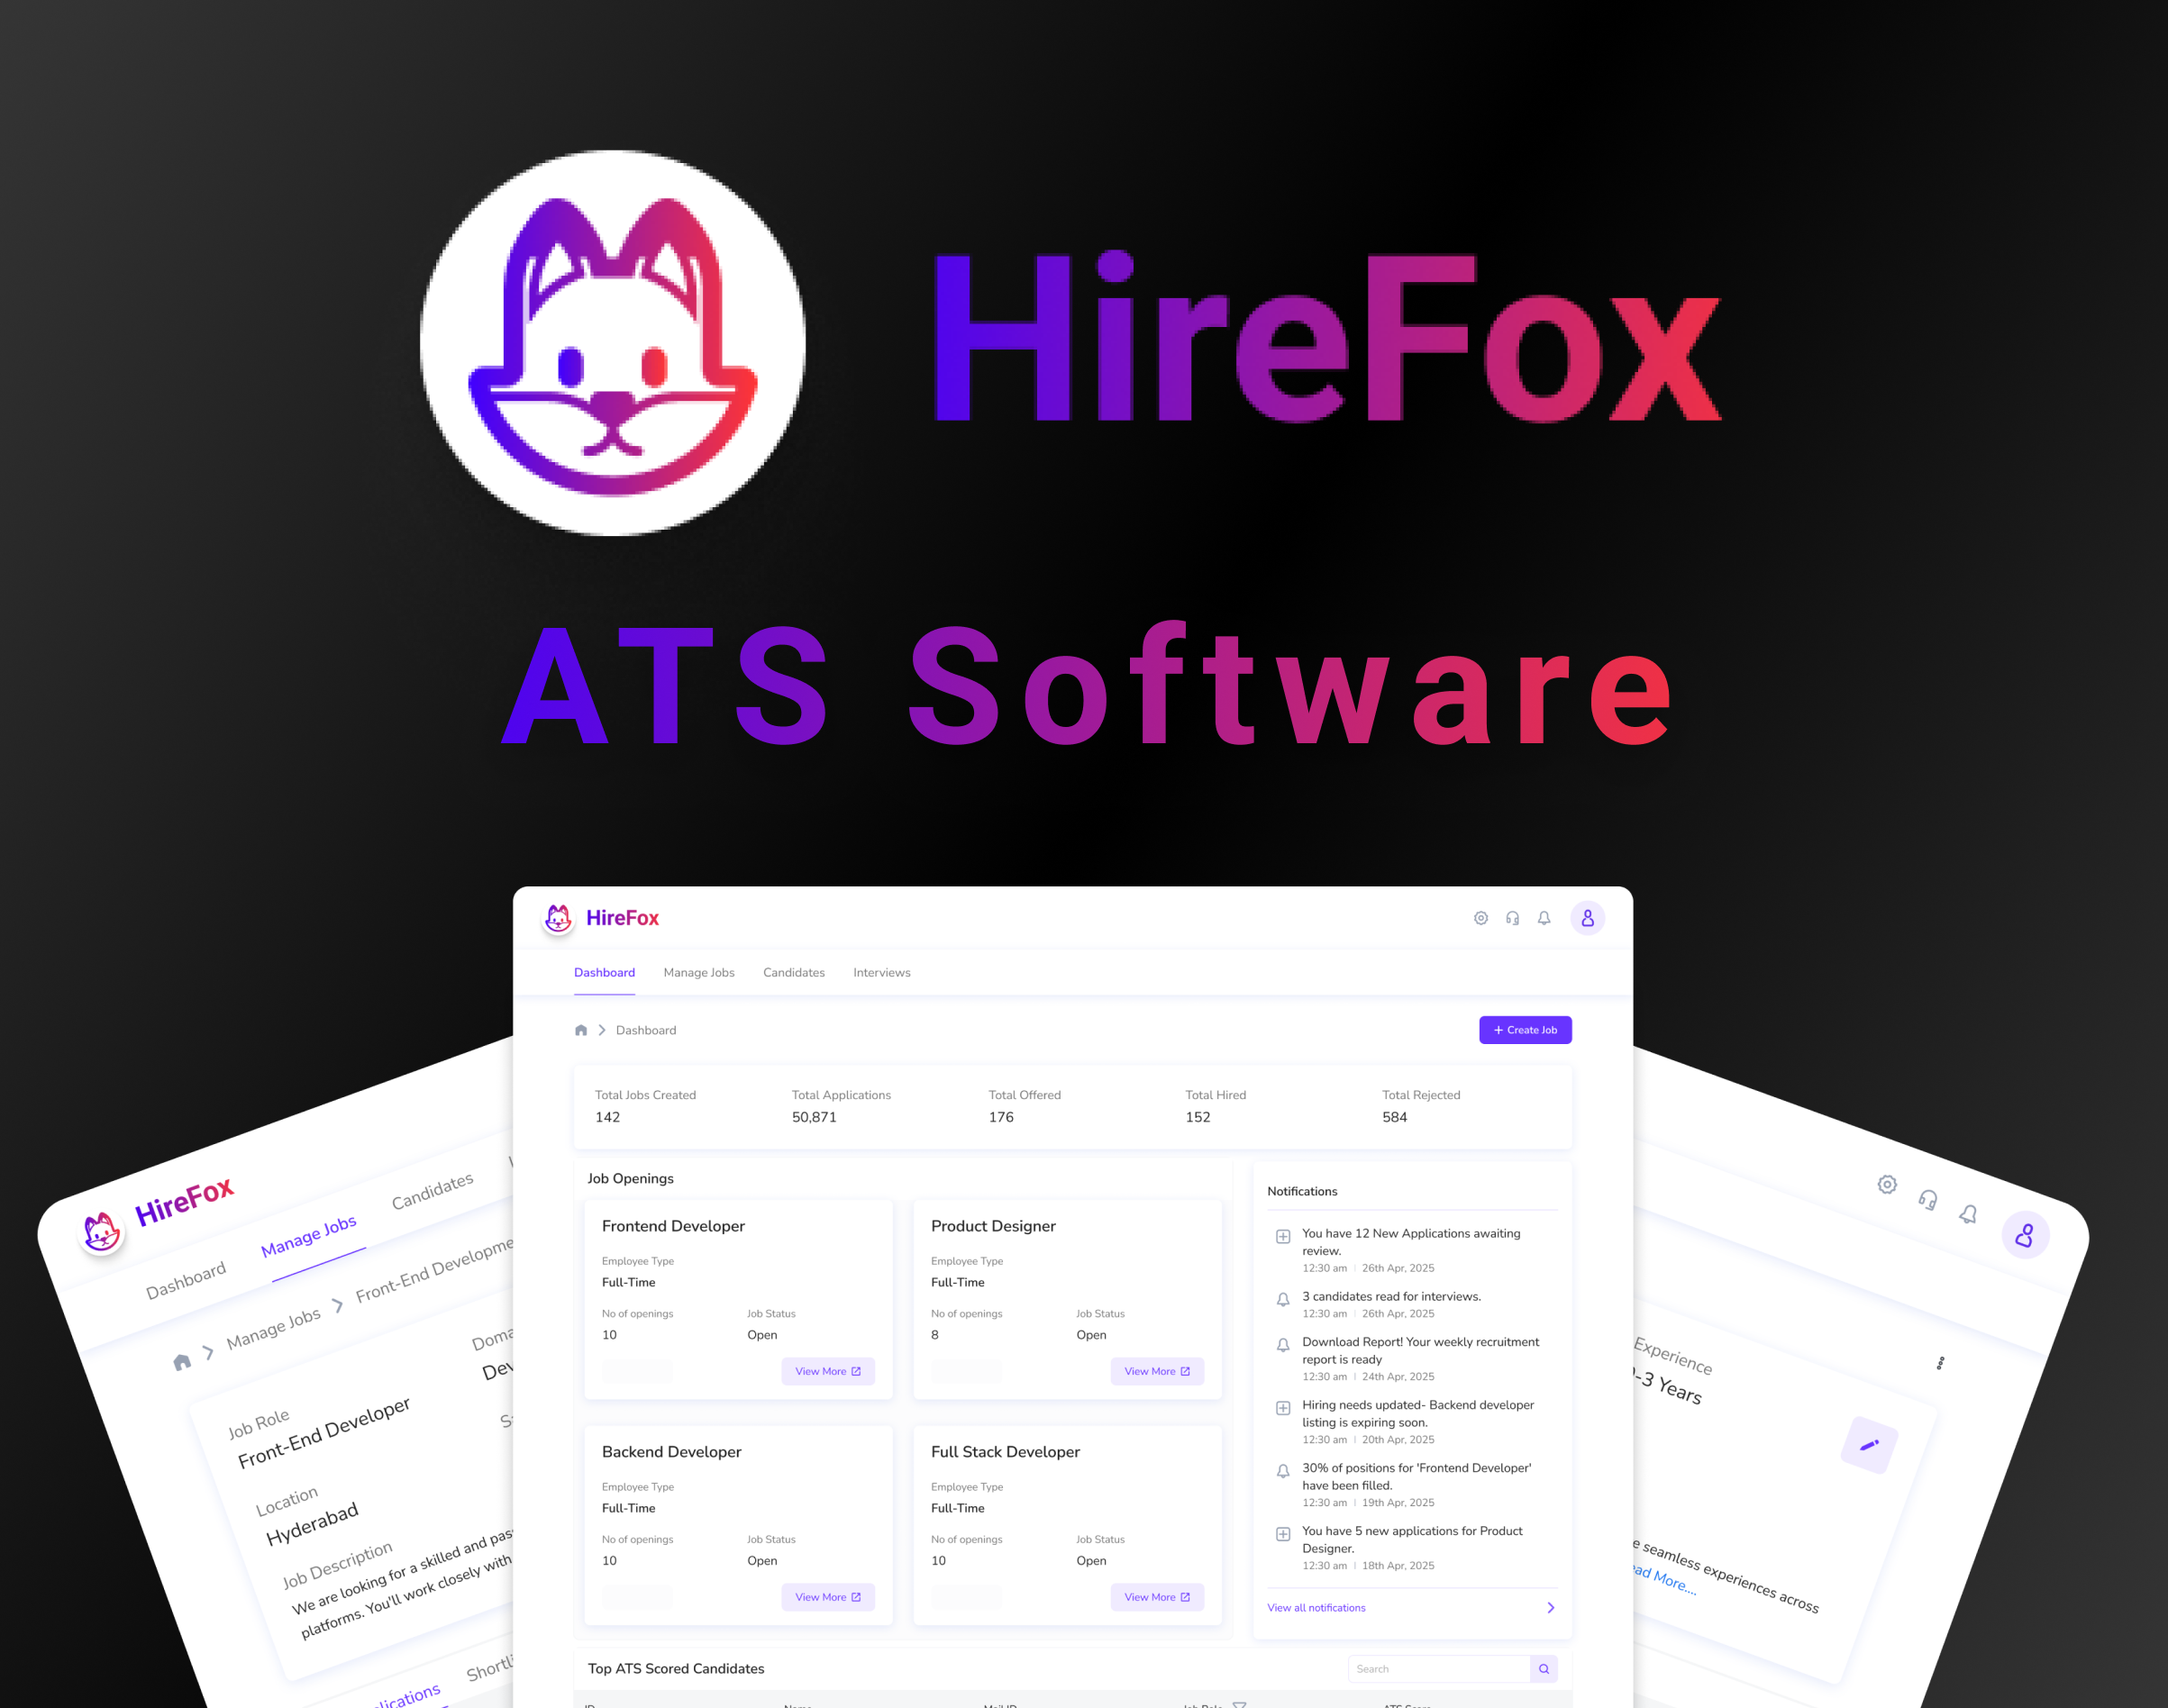 HireFox
ATS Software
HireFox
Dashboard Manage Jobs Candidates Interviews
Dashboard
+ Create Job
Total Jobs Created Total Applications Total Offered Total Hired Total Rejected
142 50,871 176 152 584
Job Openings
Frontend Developer
Employee Type
Full-Time
No of openings Job Status
10 Open
View More
Product Designer
Employee Type
Full-Time
No of openings Job Status
8 Open
View More
Backend Developer
Employee Type
Full-Time
No of openings Job Status
10 Open
View More
Full Stack Developer
Employee Type
Full-Time
No of openings Job Status
10 Open
View More
Notifications
You have 12 New Applications awaiting
review.
12:30 am | 26th Apr, 2025
3 candidates read for interviews.
12:30 am | 26th Apr, 2025
Download Report! Your weekly recruitment
report is ready
12:30 am | 24th Apr, 2025
Hiring needs updated- Backend developer
listing is expiring soon.
12:30 am | 20th Apr, 2025
30% of positions for 'Frontend Developer'
have been filled.
12:30 am | 19th Apr, 2025
You have 5 new applications for Product
Designer.
12:30 am | 18th Apr, 2025
View all notifications
Top ATS Scored Candidates
Search
HireFox
Dashboard Manage Jobs Candidates
Manage Jobs Front-End Developme
Job Role
Front-End Developer
Location
Hyderabad
Job Description
We are looking for a skilled and pas
platforms. You'll work closely with
lications Shortli
Doma
Dev
Experience
-3 Years
e seamless experiences across
ad More....